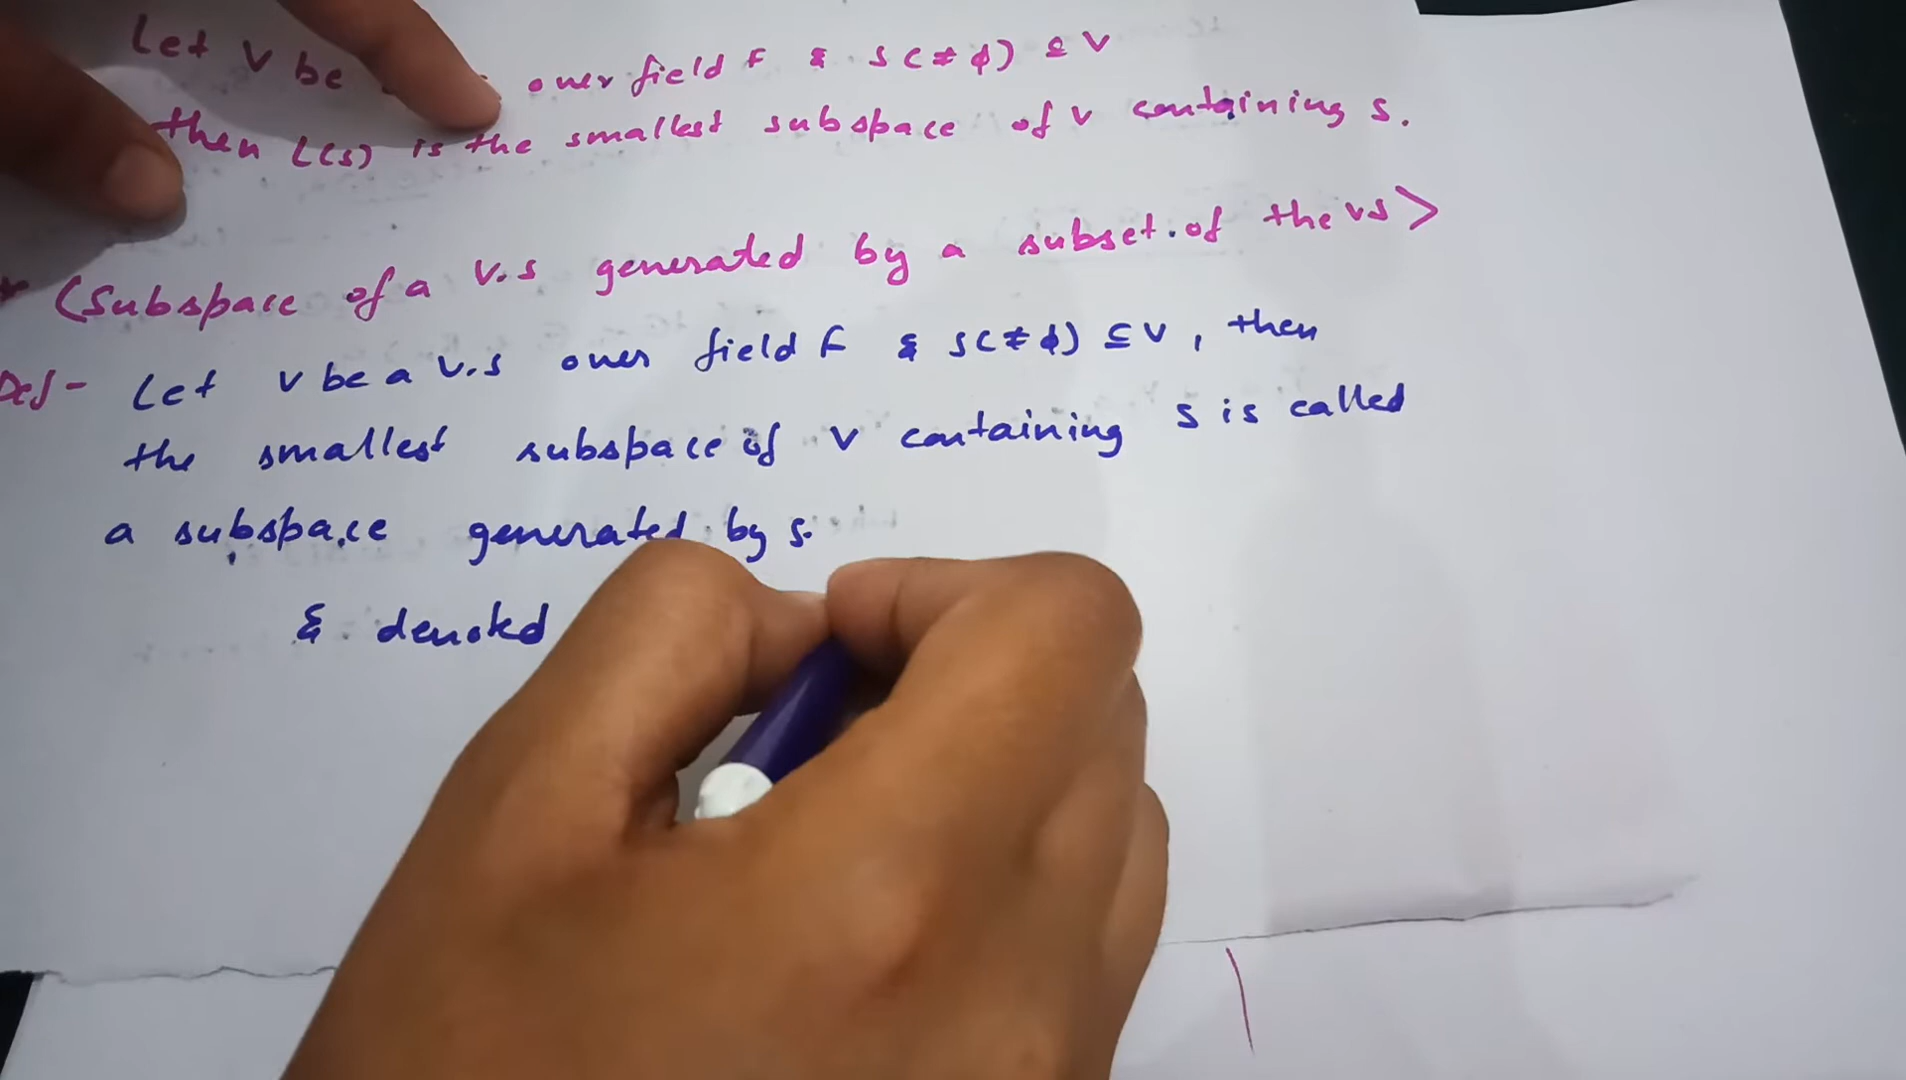 Let V be over field F & S(≠ ϕ) ⊆ V
then L(S) is the smallest subspace of V containing S.
* (Subspace of a V.S generated by a subset of the VS >
Def - Let V be a V.S over field F & S(≠ ϕ) ⊆ V, then
the smallest subspace of V containing S is called
a subspace generated by S.
& denoted